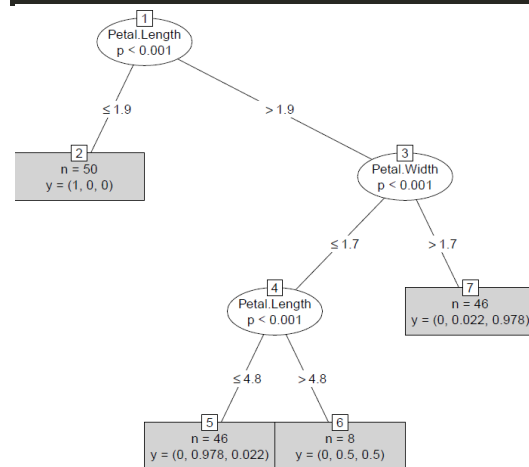 1
Petal.Length
p < 0.001
≤ 1.9
> 1.9
2
n = 50
y = (1, 0, 0)
3
Petal.Width
p < 0.001
≤ 1.7
> 1.7
4
Petal.Length
p < 0.001
7
n = 46
y = (0, 0.022, 0.978)
≤ 4.8
> 4.8
5
n = 46
y = (0, 0.978, 0.022)
6
n = 8
y = (0, 0.5, 0.5)